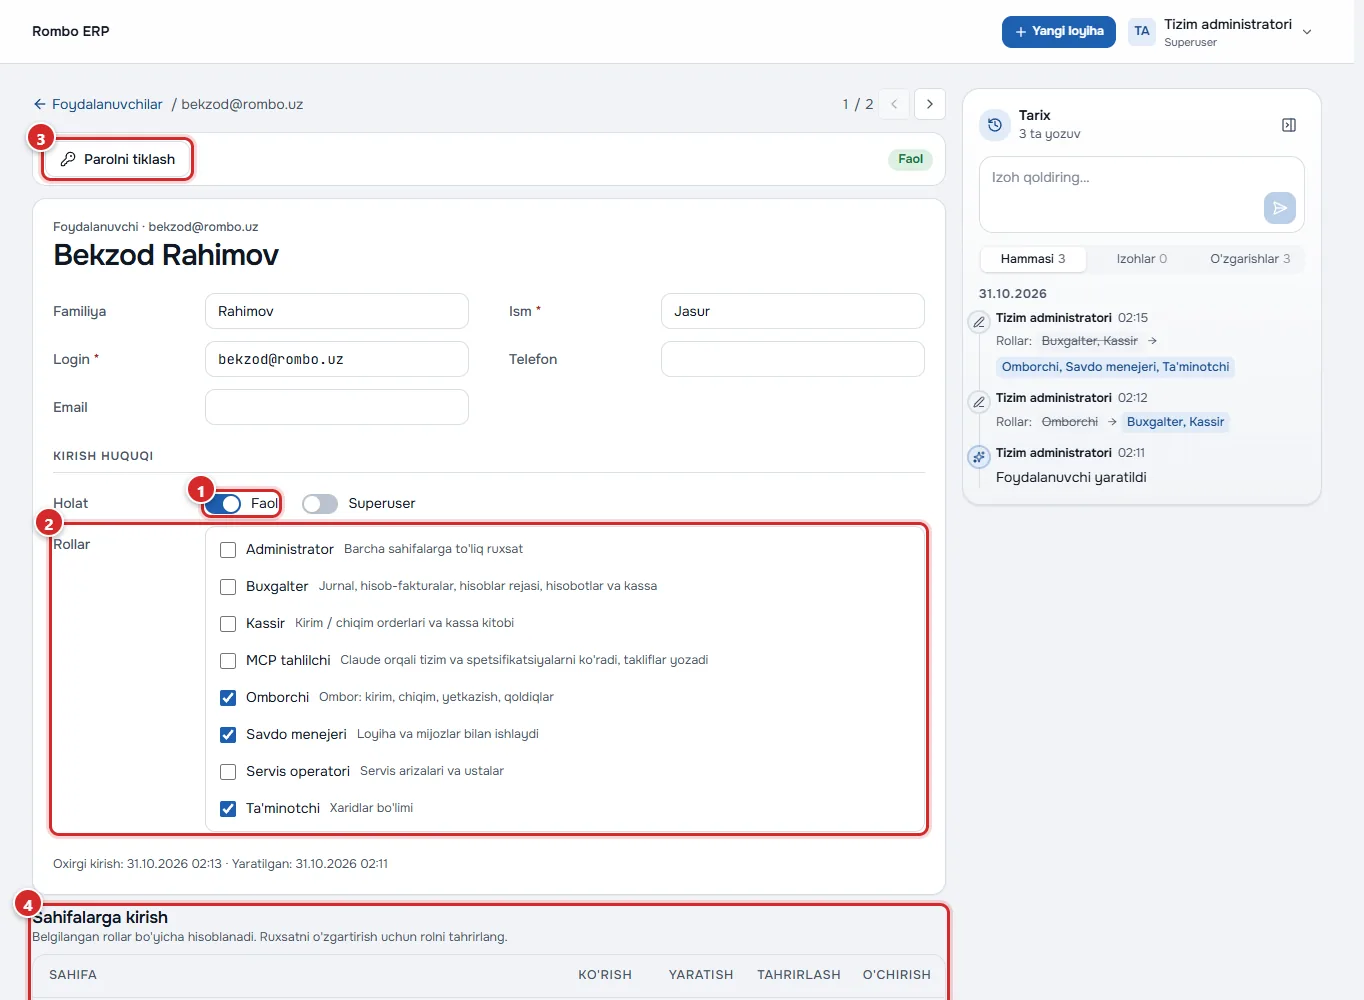 Rombo ERP
+ Yangi loyiha
TA
Tizim administratori
Superuser
← Foydalanuvchilar / bekzod@rombo.uz
1 / 2
3
Parolni tiklash
Faol
Foydalanuvchi · bekzod@rombo.uz
Bekzod Rahimov
Familiya
Rahimov
Ism *
Jasur
Login *
bekzod@rombo.uz
Telefon
Email
KIRISH HUQUQI
Holat
1
Faol
Superuser
2
Rollar
Administrator Barcha sahifalarga to'liq ruxsat
Buxgalter Jurnal, hisob-fakturalar, hisoblar rejasi, hisobotlar va kassa
Kassir Kirim / chiqim orderlari va kassa kitobi
MCP tahlilchi Claude orqali tizim va spetsifikatsiyalarni ko'radi, takliflar yozadi
Omborchi Ombor: kirim, chiqim, yetkazish, qoldiqlar
Savdo menejeri Loyiha va mijozlar bilan ishlaydi
Servis operatori Servis arizalari va ustalar
Ta'minotchi Xaridlar bo'limi
Oxirgi kirish: 31.10.2026 02:13 · Yaratilgan: 31.10.2026 02:11
4
Sahifalarga kirish
Belgilangan rollar bo'yicha hisoblanadi. Ruxsatni o'zgartirish uchun rolni tahrirlang.
SAHIFA KO'RISH YARATISH TAHRIRLASH O'CHIRISH
Tarix
3 ta yozuv
Izoh qoldiring...
Hammasi 3 Izohlar 0 O'zgarishlar 3
31.10.2026
Tizim administratori 02:15
Rollar: Buxgalter, Kassir →
Omborchi, Savdo menejeri, Ta'minotchi
Tizim administratori 02:12
Rollar: Omborchi → Buxgalter, Kassir
Tizim administratori 02:11
Foydalanuvchi yaratildi